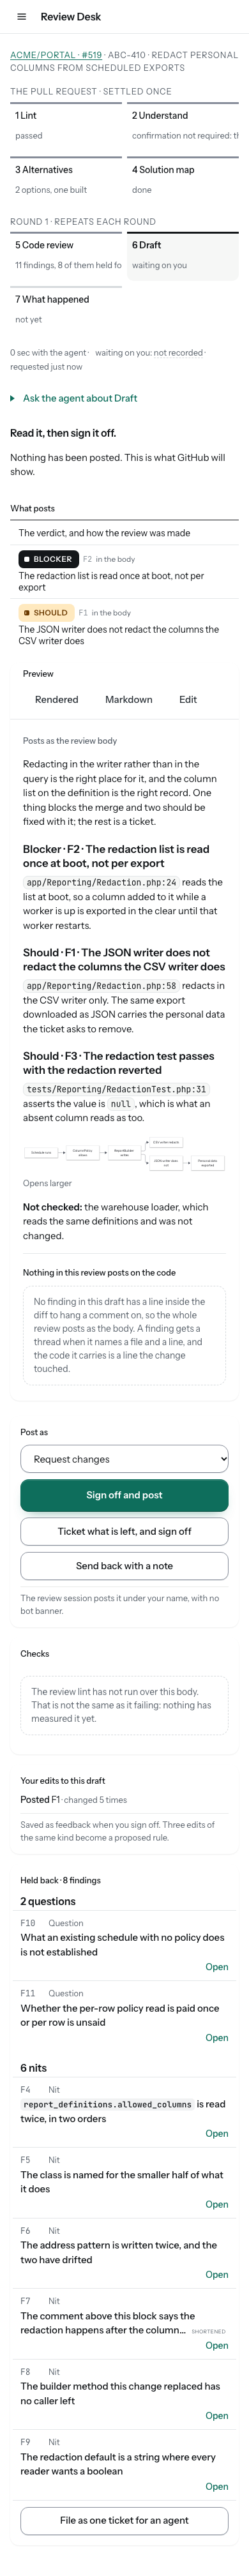 Review Desk
ACME/PORTAL · #519 · ABC-410 · REDACT PERSONAL
COLUMNS FROM SCHEDULED EXPORTS
THE PULL REQUEST · SETTLED ONCE
1 Lint
passed
2 Understand
confirmation not required: th
3 Alternatives
2 options, one built
4 Solution map
done
ROUND 1 · REPEATS EACH ROUND
5 Code review
11 findings, 8 of them held fo
6 Draft
waiting on you
7 What happened
not yet
0 sec with the agent · waiting on you: not recorded ·
requested just now
Ask the agent about Draft
Read it, then sign it off.
Nothing has been posted. This is what GitHub will
show.
What posts
The verdict, and how the review was made
BLOCKER F2 in the body
The redaction list is read once at boot, not per
export
SHOULD F1 in the body
The JSON writer does not redact the columns the
CSV writer does
Preview
Rendered Markdown Edit
Posts as the review body
Redacting in the writer rather than in the
query is the right place for it, and the column
list on the definition is the right record. One
thing blocks the merge and two should be
fixed with it; the rest is a ticket.
Blocker · F2 · The redaction list is read
once at boot, not per export
app/Reporting/Redaction.php:24 reads the
list at boot, so a column added to it while a
worker is up is exported in the clear until that
worker restarts.
Should · F1 · The JSON writer does not
redact the columns the CSV writer does
app/Reporting/Redaction.php:58 redacts in
the CSV writer only. The same export
downloaded as JSON carries the personal data
the ticket asks to remove.
Should · F3 · The redaction test passes
with the redaction reverted
tests/Reporting/RedactionTest.php:31
asserts the value is null, which is what an
absent column reads as too.
Opens larger
Not checked: the warehouse loader, which
reads the same definitions and was not
changed.
Nothing in this review posts on the code
No finding in this draft has a line inside the
diff to hang a comment on, so the whole
review posts as the body. A finding gets a
thread when it names a file and a line, and
the code it carries is a line the change
touched.
Post as
Request changes
Sign off and post
Ticket what is left, and sign off
Send back with a note
The review session posts it under your name, with no
bot banner.
Checks
The review lint has not run over this body.
That is not the same as it failing: nothing has
measured it yet.
Your edits to this draft
Posted F1 · changed 5 times
Saved as feedback when you sign off. Three edits of
the same kind become a proposed rule.
Held back · 8 findings
2 questions
F10 Question
What an existing schedule with no policy does
is not established
Open
F11 Question
Whether the per-row policy read is paid once
or per row is unsaid
Open
6 nits
F4 Nit
report_definitions.allowed_columns is read
twice, in two orders
Open
F5 Nit
The class is named for the smaller half of what
it does
Open
F6 Nit
The address pattern is written twice, and the
two have drifted
Open
F7 Nit
The comment above this block says the
redaction happens after the column… SHORTENED
Open
F8 Nit
The builder method this change replaced has
no caller left
Open
F9 Nit
The redaction default is a string where every
reader wants a boolean
Open
File as one ticket for an agent